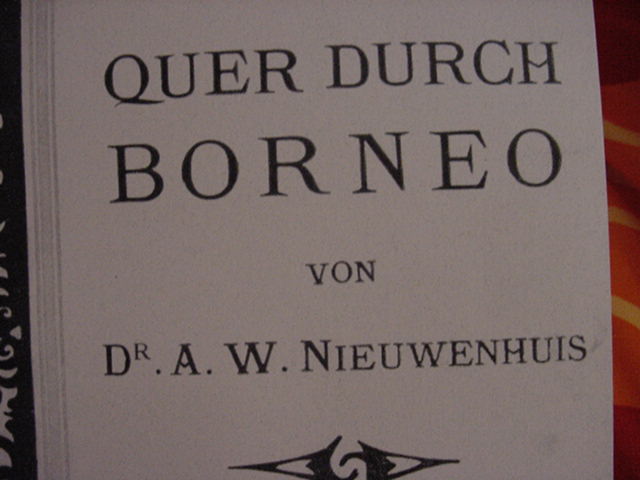 QUER DURCH
BORNEO
VON
DR. A. W. NIEUWENHUIS